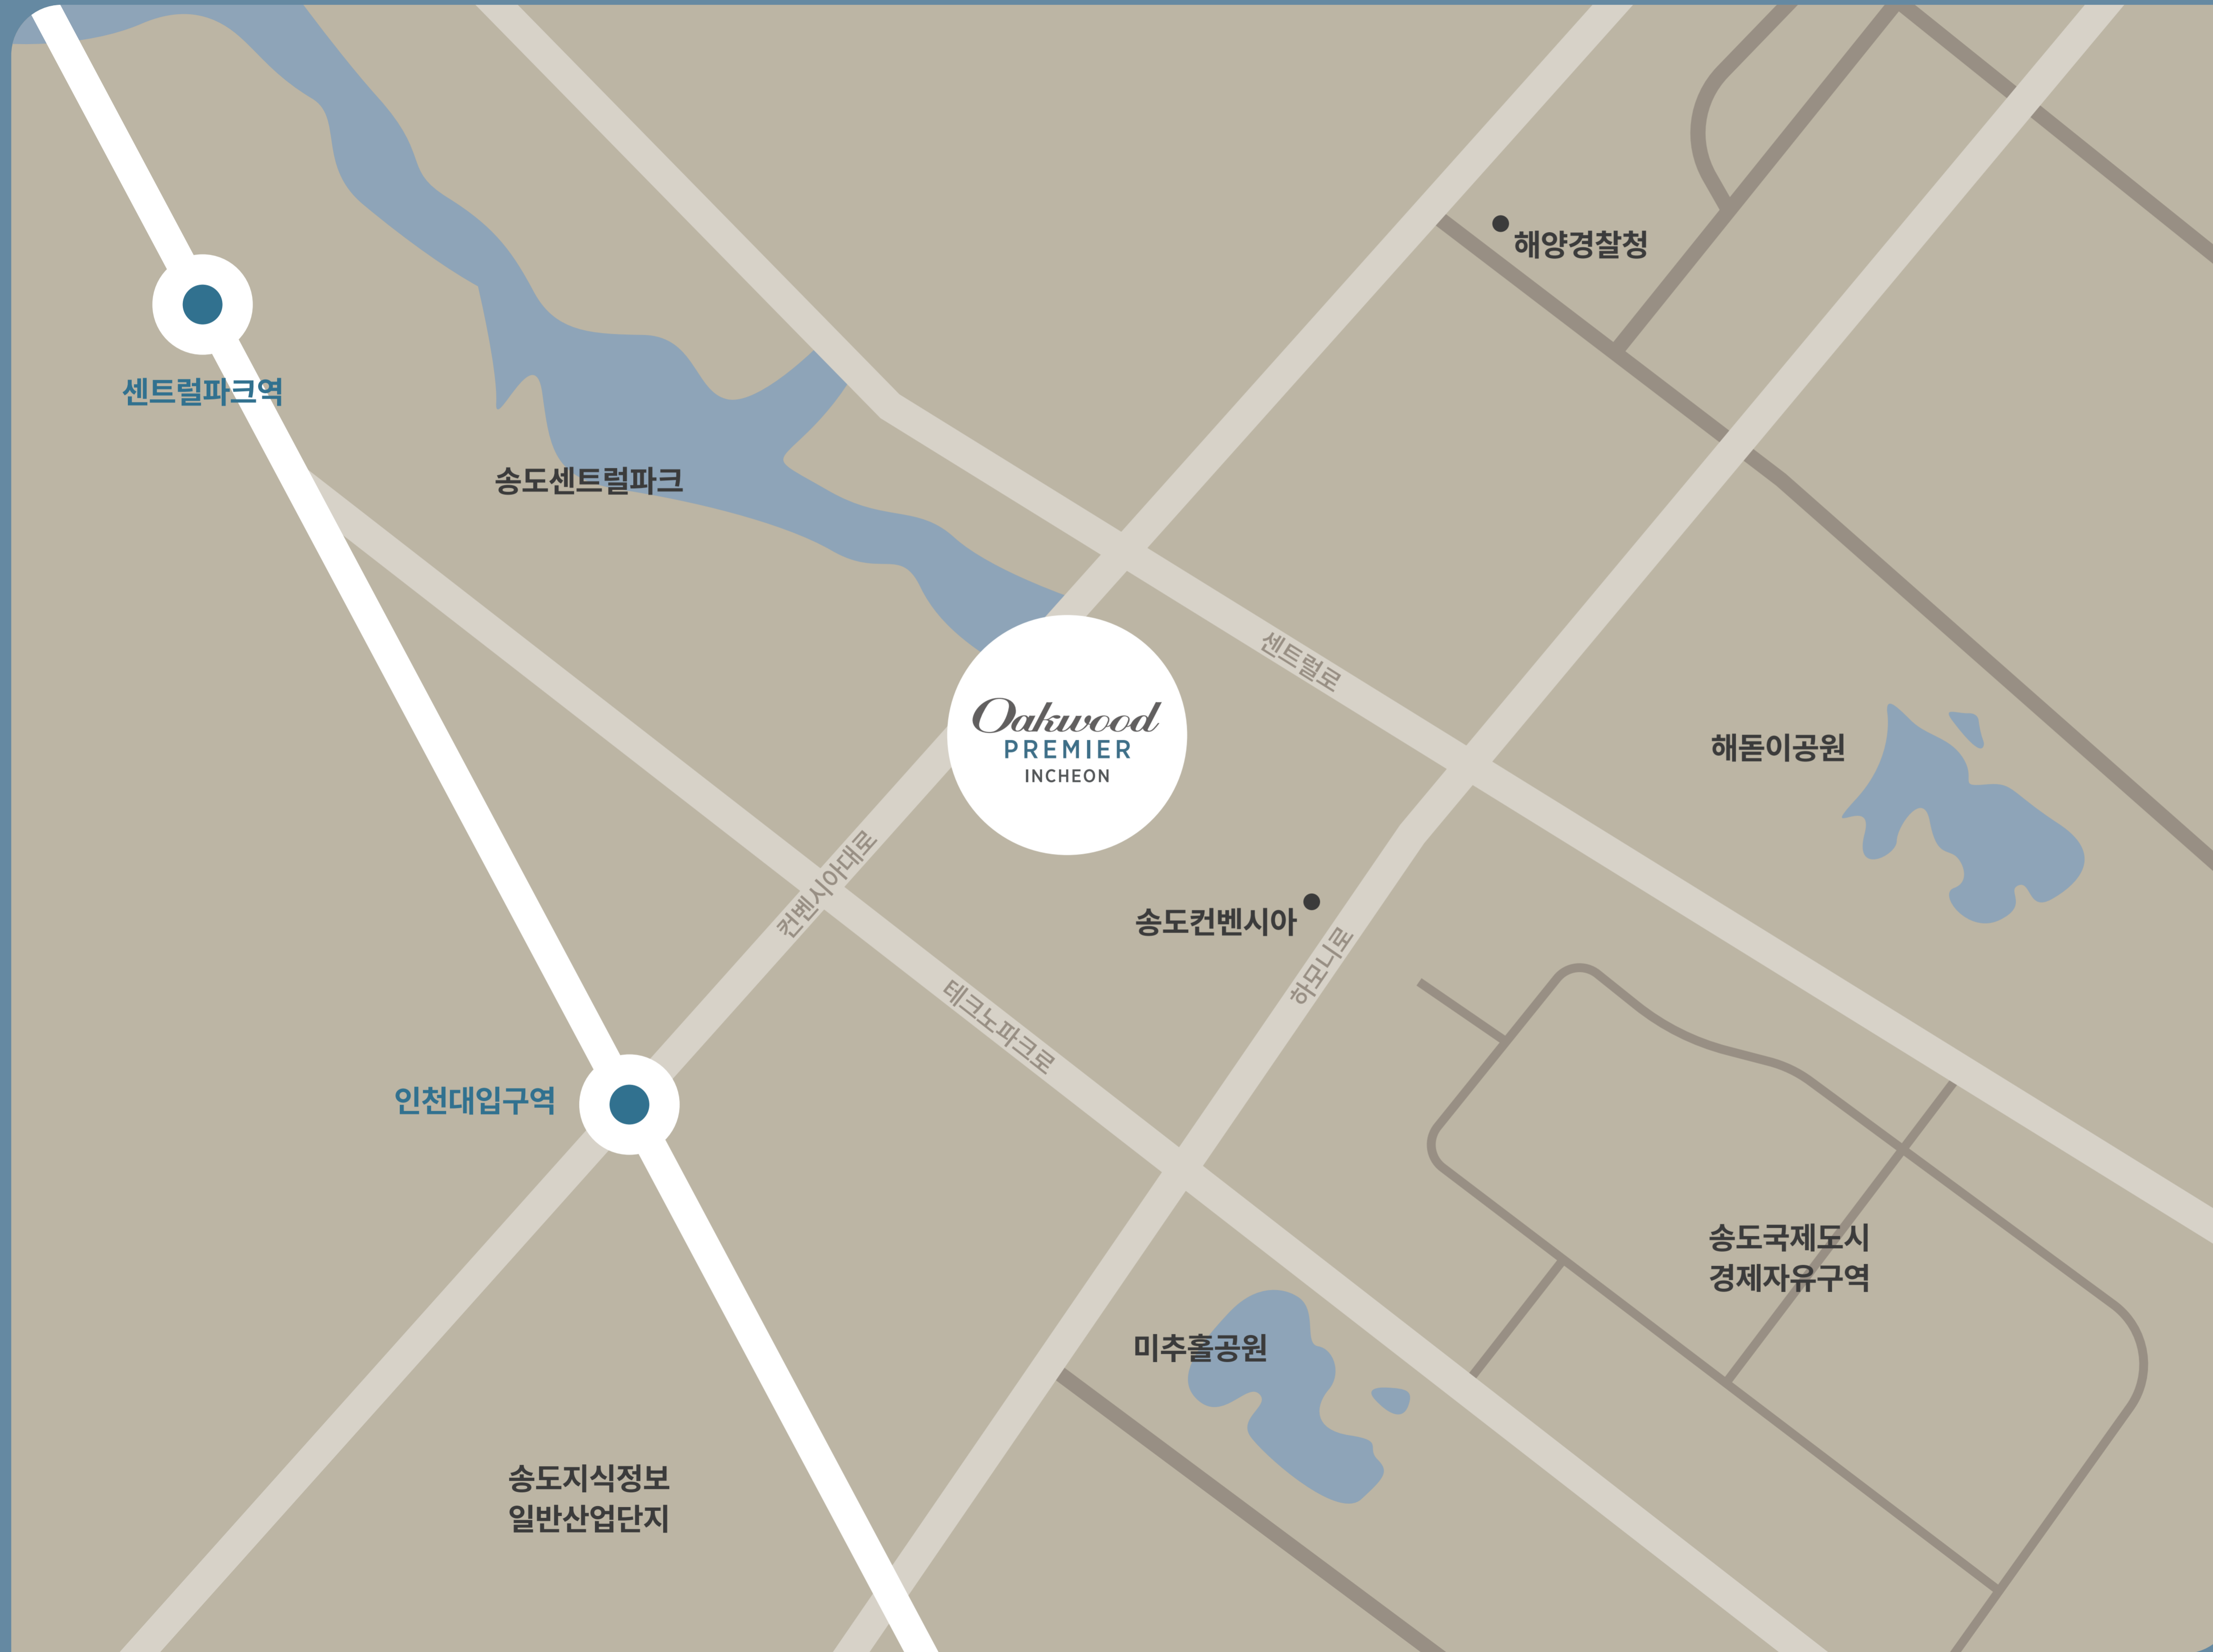 해양경찰청
센트럴파크역
송도센트럴파크
센트럴로
Oakwood
PREMIER
INCHEON
해돈이공원
컨벤시아대로
송도컨벤시아
하모니로
테크노파크로
인천대입구역
송도국제도시
경제자유구역
미추홀공원
송도지식정보
일반산업단지